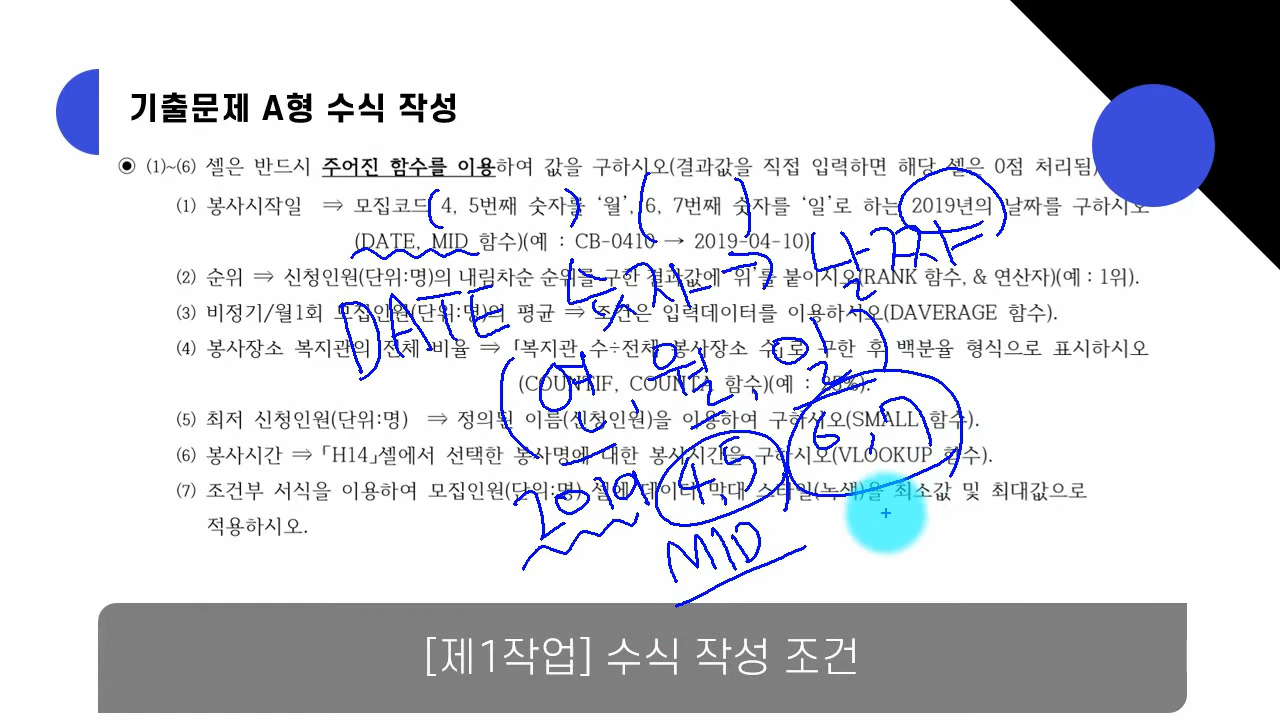 기출문제 A형 수식 작성
◉ ⑴~⑹ 셀은 반드시 주어진 함수를 이용하여 값을 구하시오(결과값을 직접 입력하면 해당 셀은 0점 처리됨)
⑴ 봉사시작일 ⇒ 모집코드 4, 5번째 숫자를 ‘월’, 6, 7번째 숫자를 ‘일’로 하는 2019년의 날짜를 구하시오
(DATE, MID 함수)(예 : CB-0410 → 2019-04-10)
⑵ 순위 ⇒ 신청인원(단위:명)의 내림차순 순위를 구한 결과값에 ‘위’를 붙이시오(RANK 함수, & 연산자)(예 : 1위).
⑶ 비정기/월1회 모집인원(단위:명)의 평균 ⇒ 조건은 입력데이터를 이용하시오(DAVERAGE 함수).
⑷ 봉사장소 복지관의 전체 비율 ⇒ 「복지관 수÷전체 봉사장소 수」로 구한 후 백분율 형식으로 표시하시오
(COUNTIF, COUNTA 함수)(예 : 25%).
⑸ 최저 신청인원(단위:명) ⇒ 정의된 이름(신청인원)을 이용하여 구하시오(SMALL 함수).
⑹ 봉사시간 ⇒ 「H14」셀에서 선택한 봉사명에 대한 봉사시간을 구하시오(VLOOKUP 함수).
⑺ 조건부 서식을 이용하여 모집인원(단위:명) 셀에 데이터 막대 스타일(녹색)을 최소값 및 최대값으로
적용하시오.
DATE 숫자→ 날짜
(연, 월, 일)
2019 4,5 6,7
MID
[제1작업] 수식 작성 조건